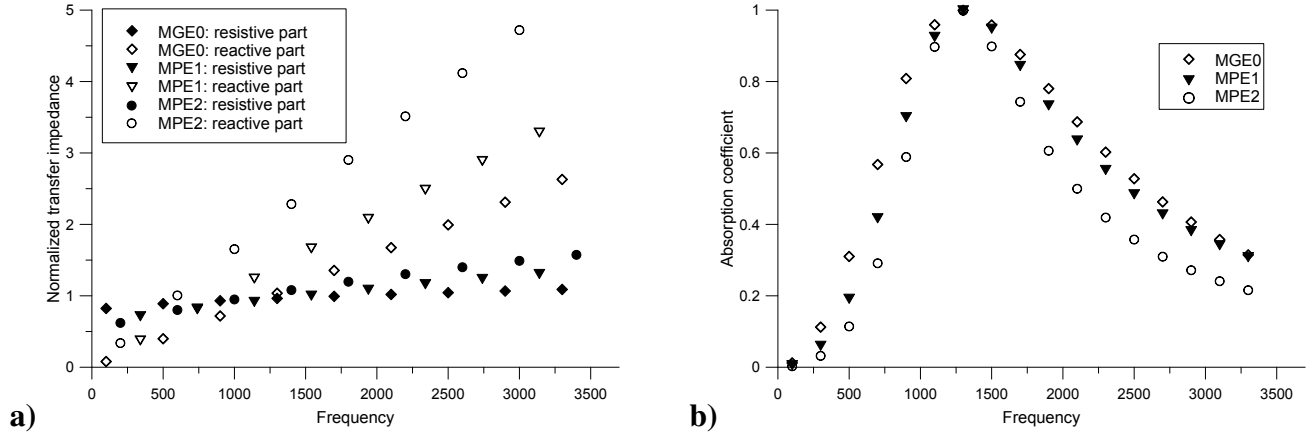 5
4
3
2
1
0
Normalized transfer impedance
MGE0: resistive part
MGE0: reactive part
MPE1: resistive part
MPE1: reactive part
MPE2: resistive part
MPE2: reactive part
0 500 1000 1500 2000 2500 3000 3500
Frequency
a)
1
0.8
0.6
0.4
0.2
0
Absorption coefficient
MGE0
MPE1
MPE2
0 500 1000 1500 2000 2500 3000 3500
Frequency
b)